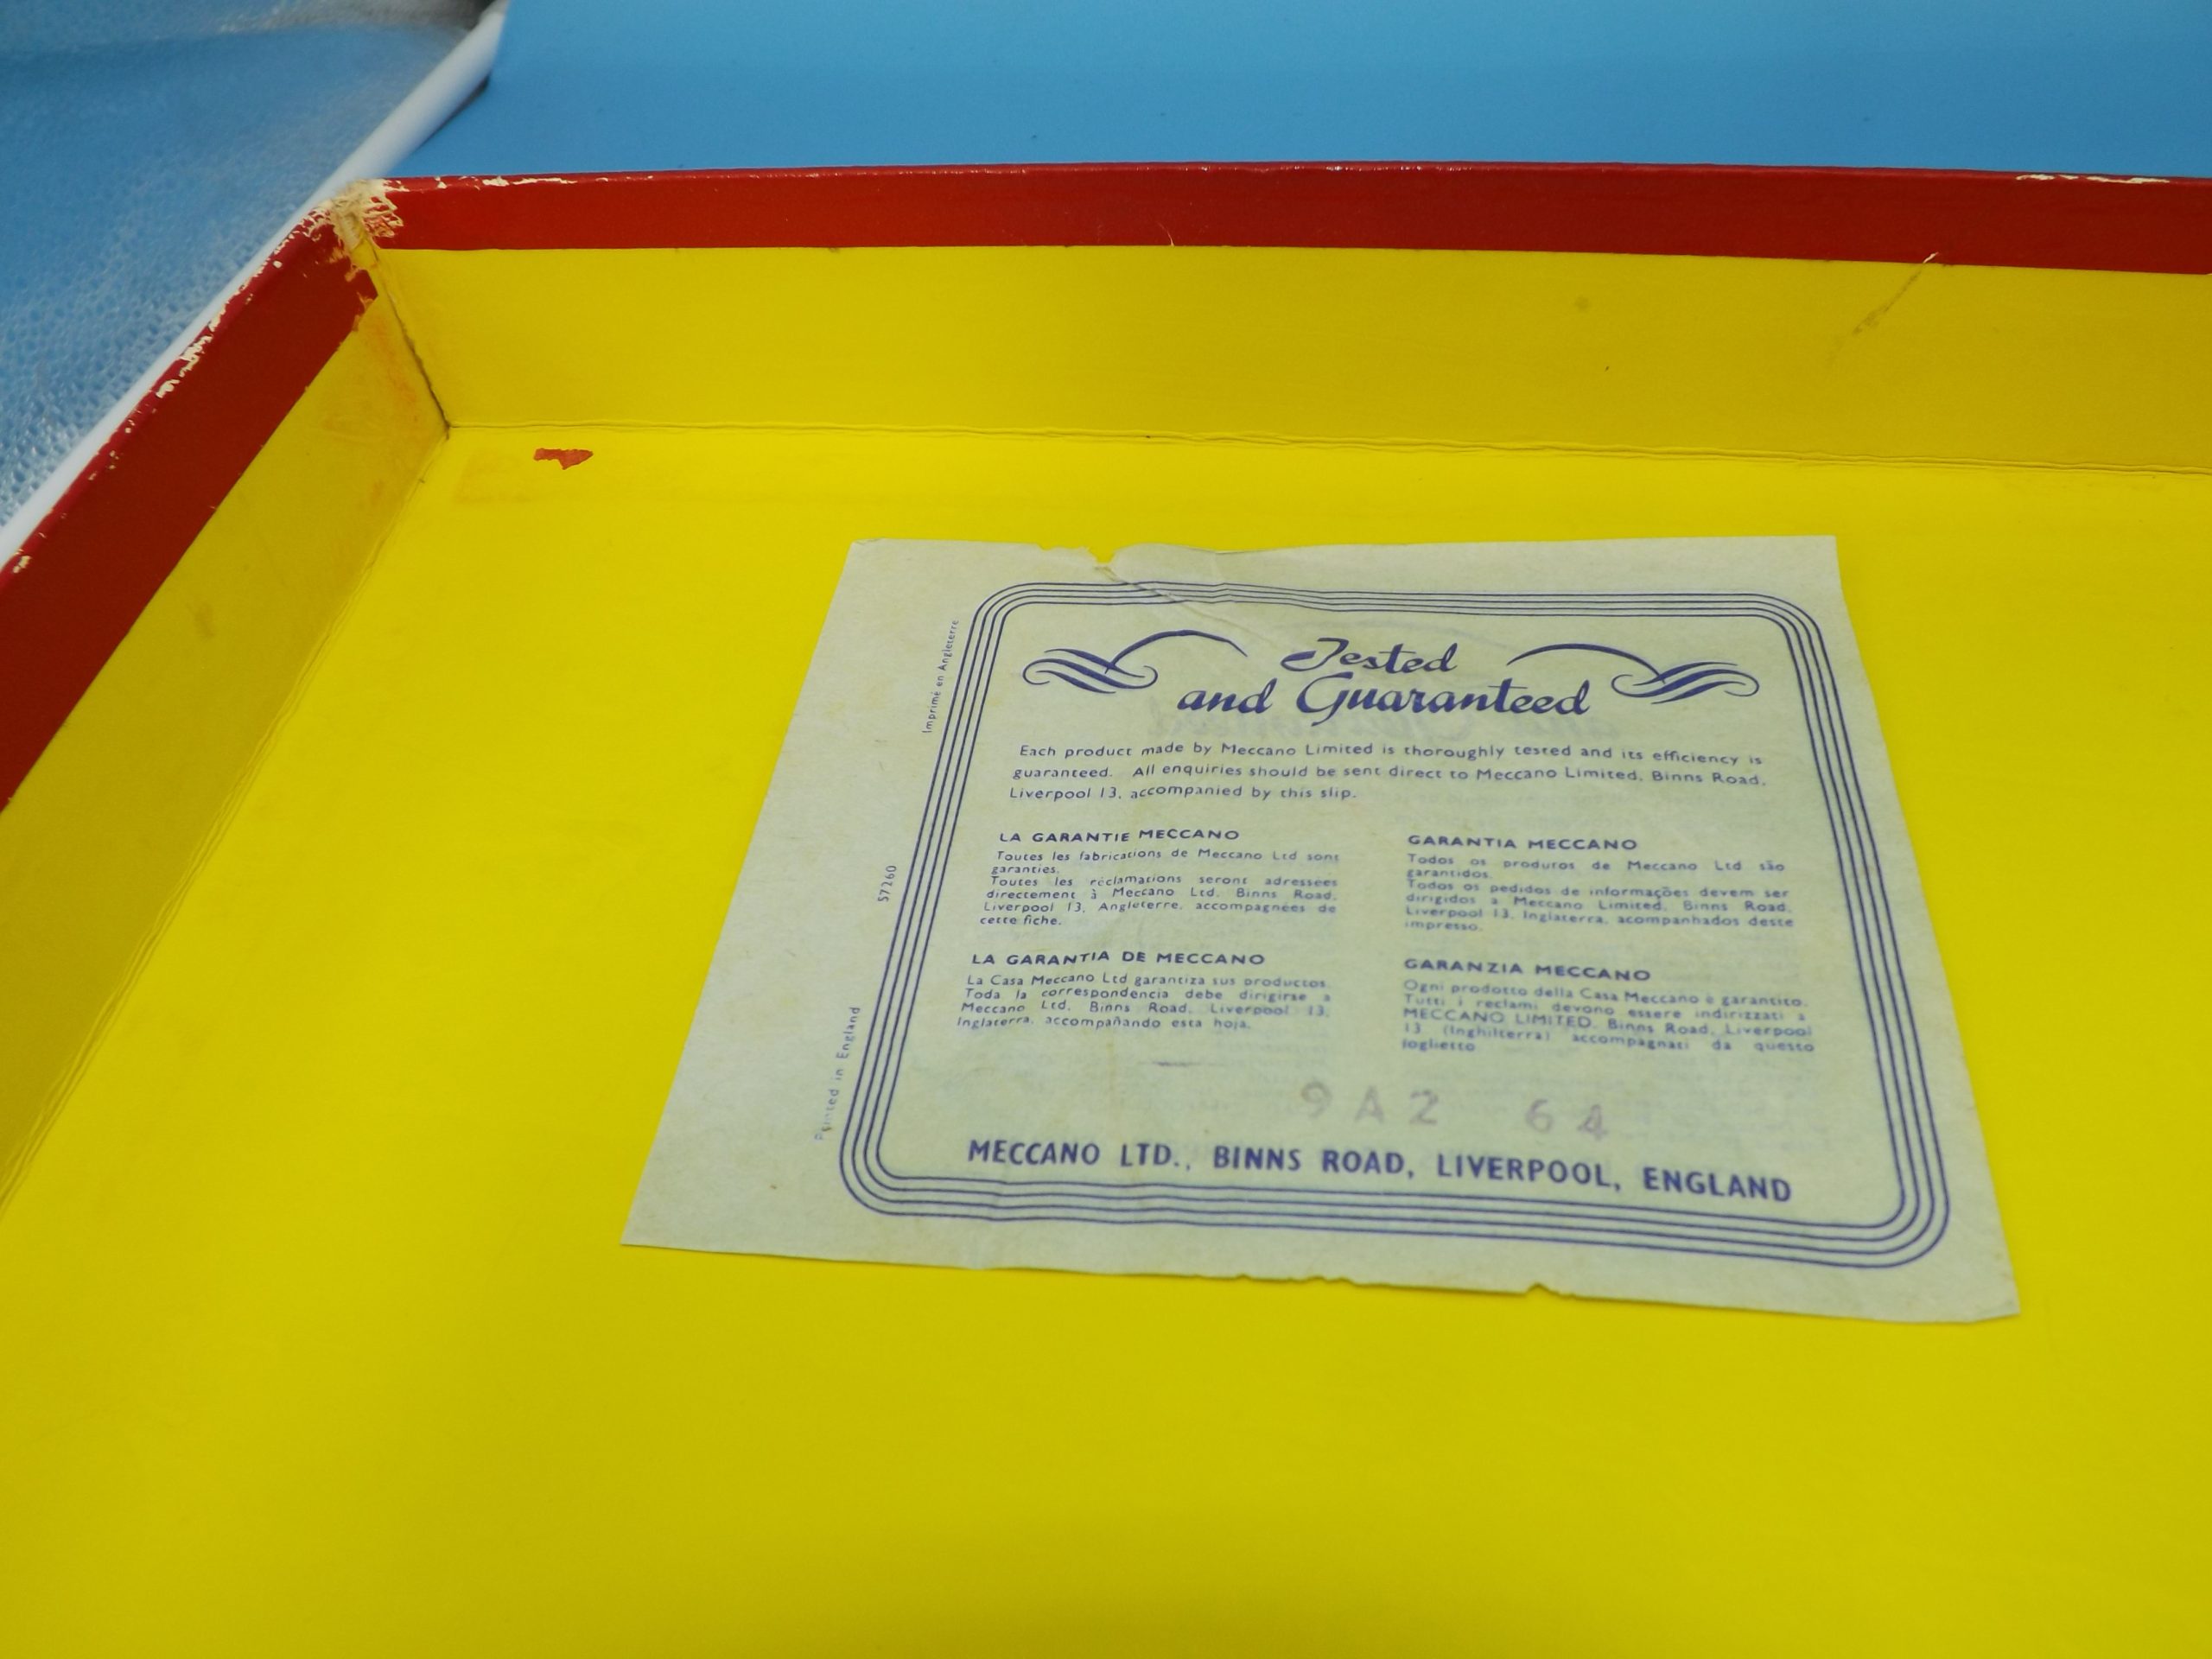 Tested
and Guaranteed
Each product made by Meccano Limited is thoroughly tested and its efficiency is
guaranteed. All enquiries should be sent direct to Meccano Limited, Binns Road,
Liverpool 13, accompanied by this slip.
LA GARANTIE MECCANO
Toutes les fabrications de Meccano Ltd sont
garanties.
Toutes les réclamations seront adressées
directement à Meccano Ltd. Binns Road,
Liverpool 13, Angleterre, accompagnées de
cette fiche.
LA GARANTIA DE MECCANO
La Casa Meccano Ltd garantiza sus productos.
Toda la correspondencia debe dirigirse a
Meccano Ltd. Binns Road, Liverpool 13,
Inglaterra, accompañando esta hoja.
GARANTIA MECCANO
Todos os produtos de Meccano Ltd são
garantidos.
Todos os pedidos de informações devem ser
dirigidos a Meccano Limited, Binns Road,
Liverpool 13, Inglaterra, acompanhados deste
impresso.
GARANZIA MECCANO
Ogni prodotto della Casa Meccano è garantito.
Tutti i reclami devono essere indirizzati a
MECCANO LIMITED, Binns Road, Liverpool
13 (Inghilterra) accompagnati da questo
foglietto
9A2 64
MECCANO LTD., BINNS ROAD, LIVERPOOL, ENGLAND
Printed in England
57260
Imprimé en Angleterre